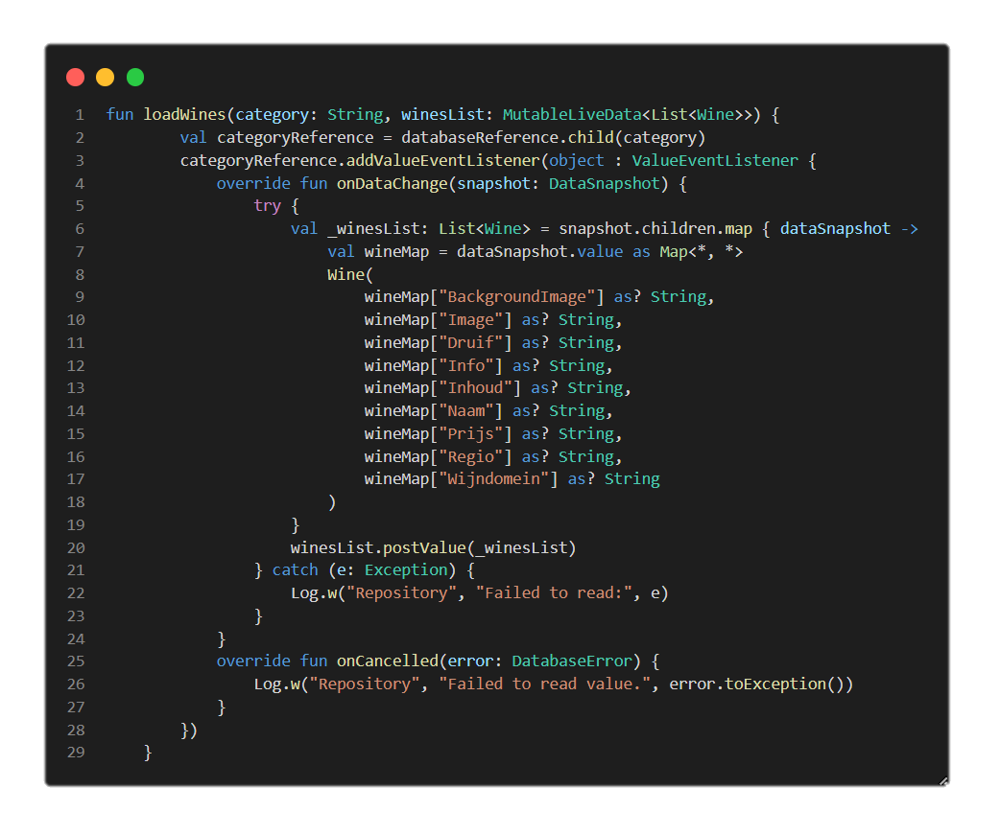 1 fun loadWines(category: String, winesList: MutableLiveData<List<Wine>>) {
2 val categoryReference = databaseReference.child(category)
3 categoryReference.addValueEventListener(object : ValueEventListener {
4 override fun onDataChange(snapshot: DataSnapshot) {
5 try {
6 val _winesList: List<Wine> = snapshot.children.map { dataSnapshot ->
7 val wineMap = dataSnapshot.value as Map<*, *>
8 Wine(
9 wineMap["BackgroundImage"] as? String,
10 wineMap["Image"] as? String,
11 wineMap["Druif"] as? String,
12 wineMap["Info"] as? String,
13 wineMap["Inhoud"] as? String,
14 wineMap["Naam"] as? String,
15 wineMap["Prijs"] as? String,
16 wineMap["Regio"] as? String,
17 wineMap["Wijndomein"] as? String
18 )
19 }
20 winesList.postValue(_winesList)
21 } catch (e: Exception) {
22 Log.w("Repository", "Failed to read:", e)
23 }
24 }
25 override fun onCancelled(error: DatabaseError) {
26 Log.w("Repository", "Failed to read value.", error.toException())
27 }
28 })
29 }